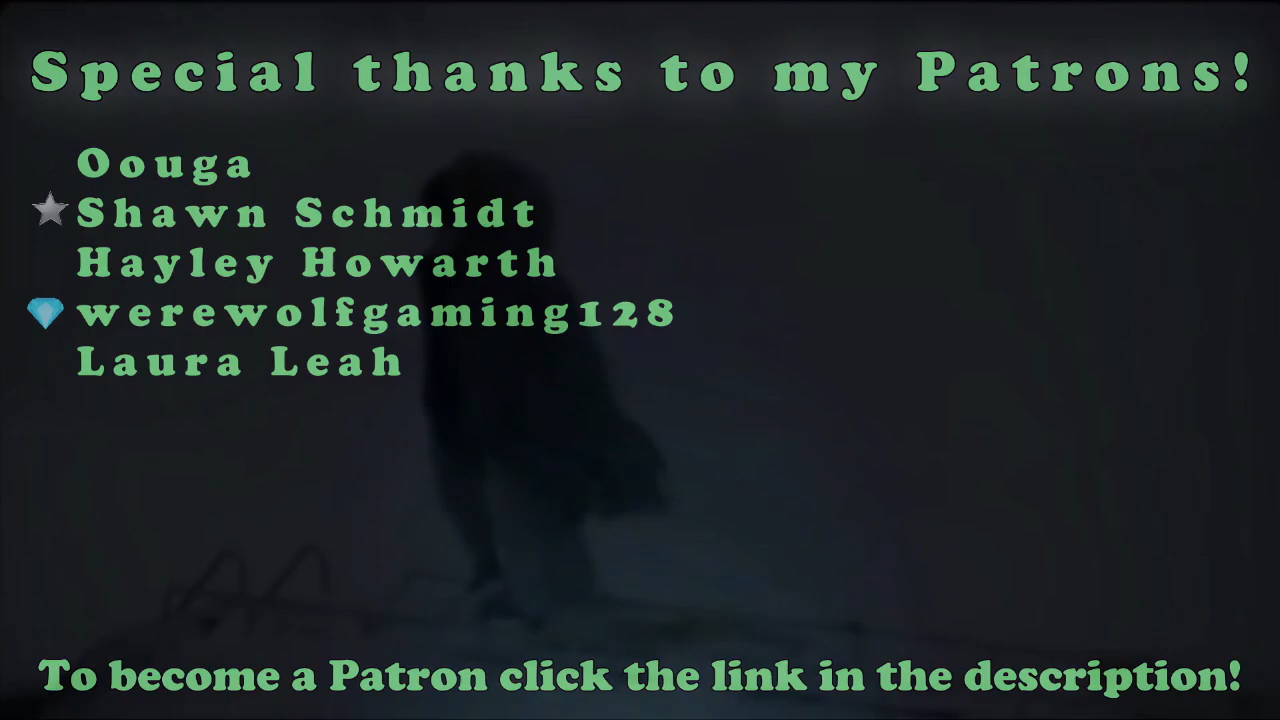 Special thanks to my Patrons!
Oouga
Shawn Schmidt
Hayley Howarth
werewolfgaming128
Laura Leah
To become a Patron click the link in the description!